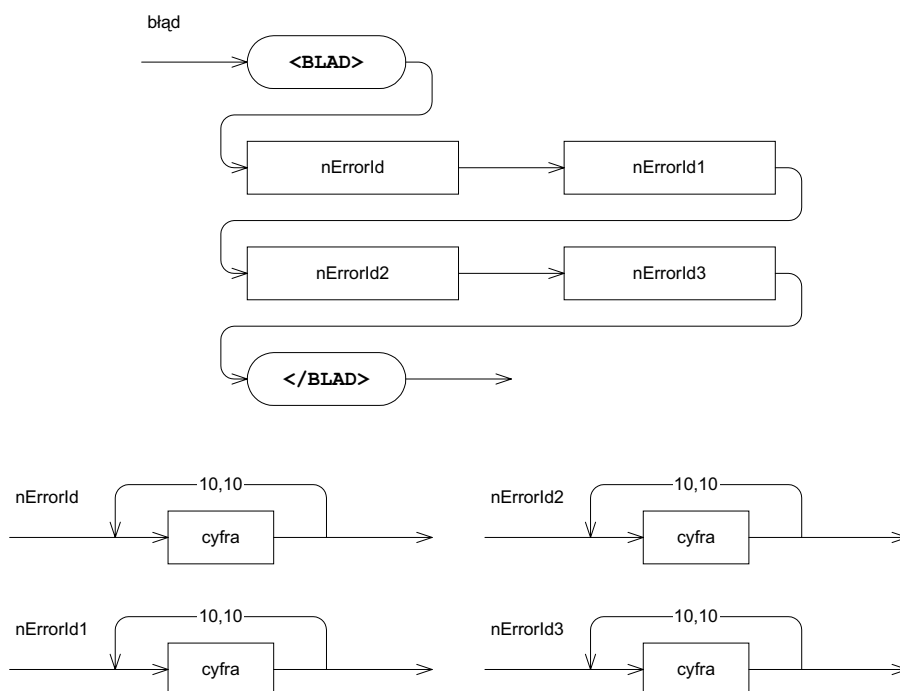 błąd
<BLAD>
nErrorId nErrorId1
nErrorId2 nErrorId3
</BLAD>
nErrorId 10,10 nErrorId2 10,10
cyfra cyfra
nErrorId1 10,10 nErrorId3 10,10
cyfra cyfra